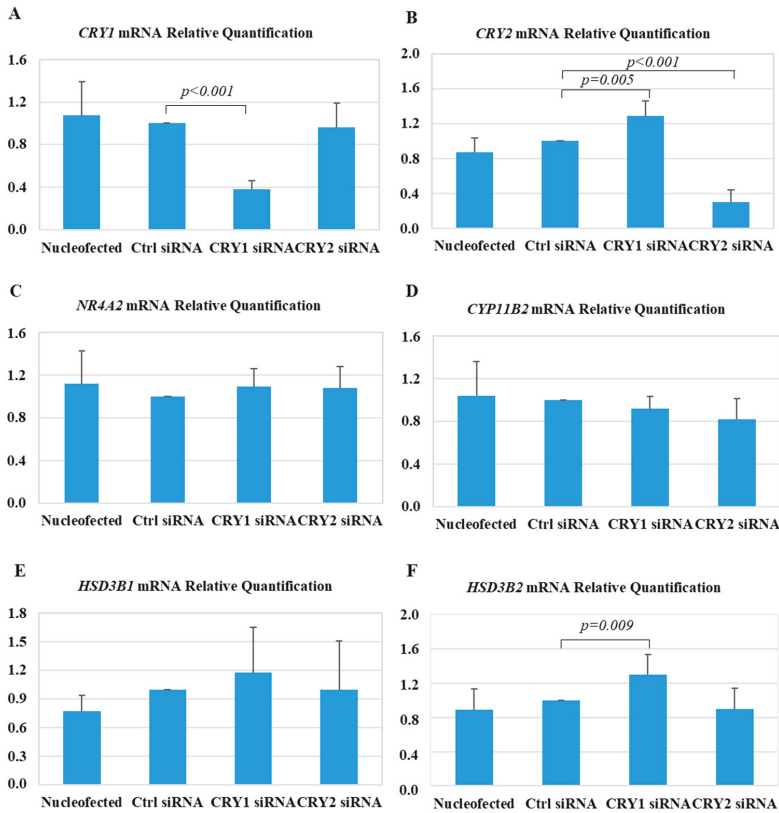 A
CRY1 mRNA Relative Quantification
1.6
1.2
0.8
0.4
0.0
p<0.001
Nucleofected Ctrl siRNA CRY1 siRNA CRY2 siRNA
B
CRY2 mRNA Relative Quantification
2.0
1.6
1.2
0.8
0.4
0.0
p<0.001
p=0.005
Nucleofected Ctrl siRNA CRY1 siRNA CRY2 siRNA
C
NR4A2 mRNA Relative Quantification
1.6
1.2
0.8
0.4
0.0
Nucleofected Ctrl siRNA CRY1 siRNA CRY2 siRNA
D
CYP11B2 mRNA Relative Quantification
1.6
1.2
0.8
0.4
0.0
Nucleofected Ctrl siRNA CRY1 siRNA CRY2 siRNA
E
HSD3B1 mRNA Relative Quantification
1.8
1.5
1.2
0.9
0.6
0.3
0.0
Nucleofected Ctrl siRNA CRY1 siRNA CRY2 siRNA
F
HSD3B2 mRNA Relative Quantification
2.0
1.6
1.2
0.8
0.4
0.0
p=0.009
Nucleofected Ctrl siRNA CRY1 siRNA CRY2 siRNA